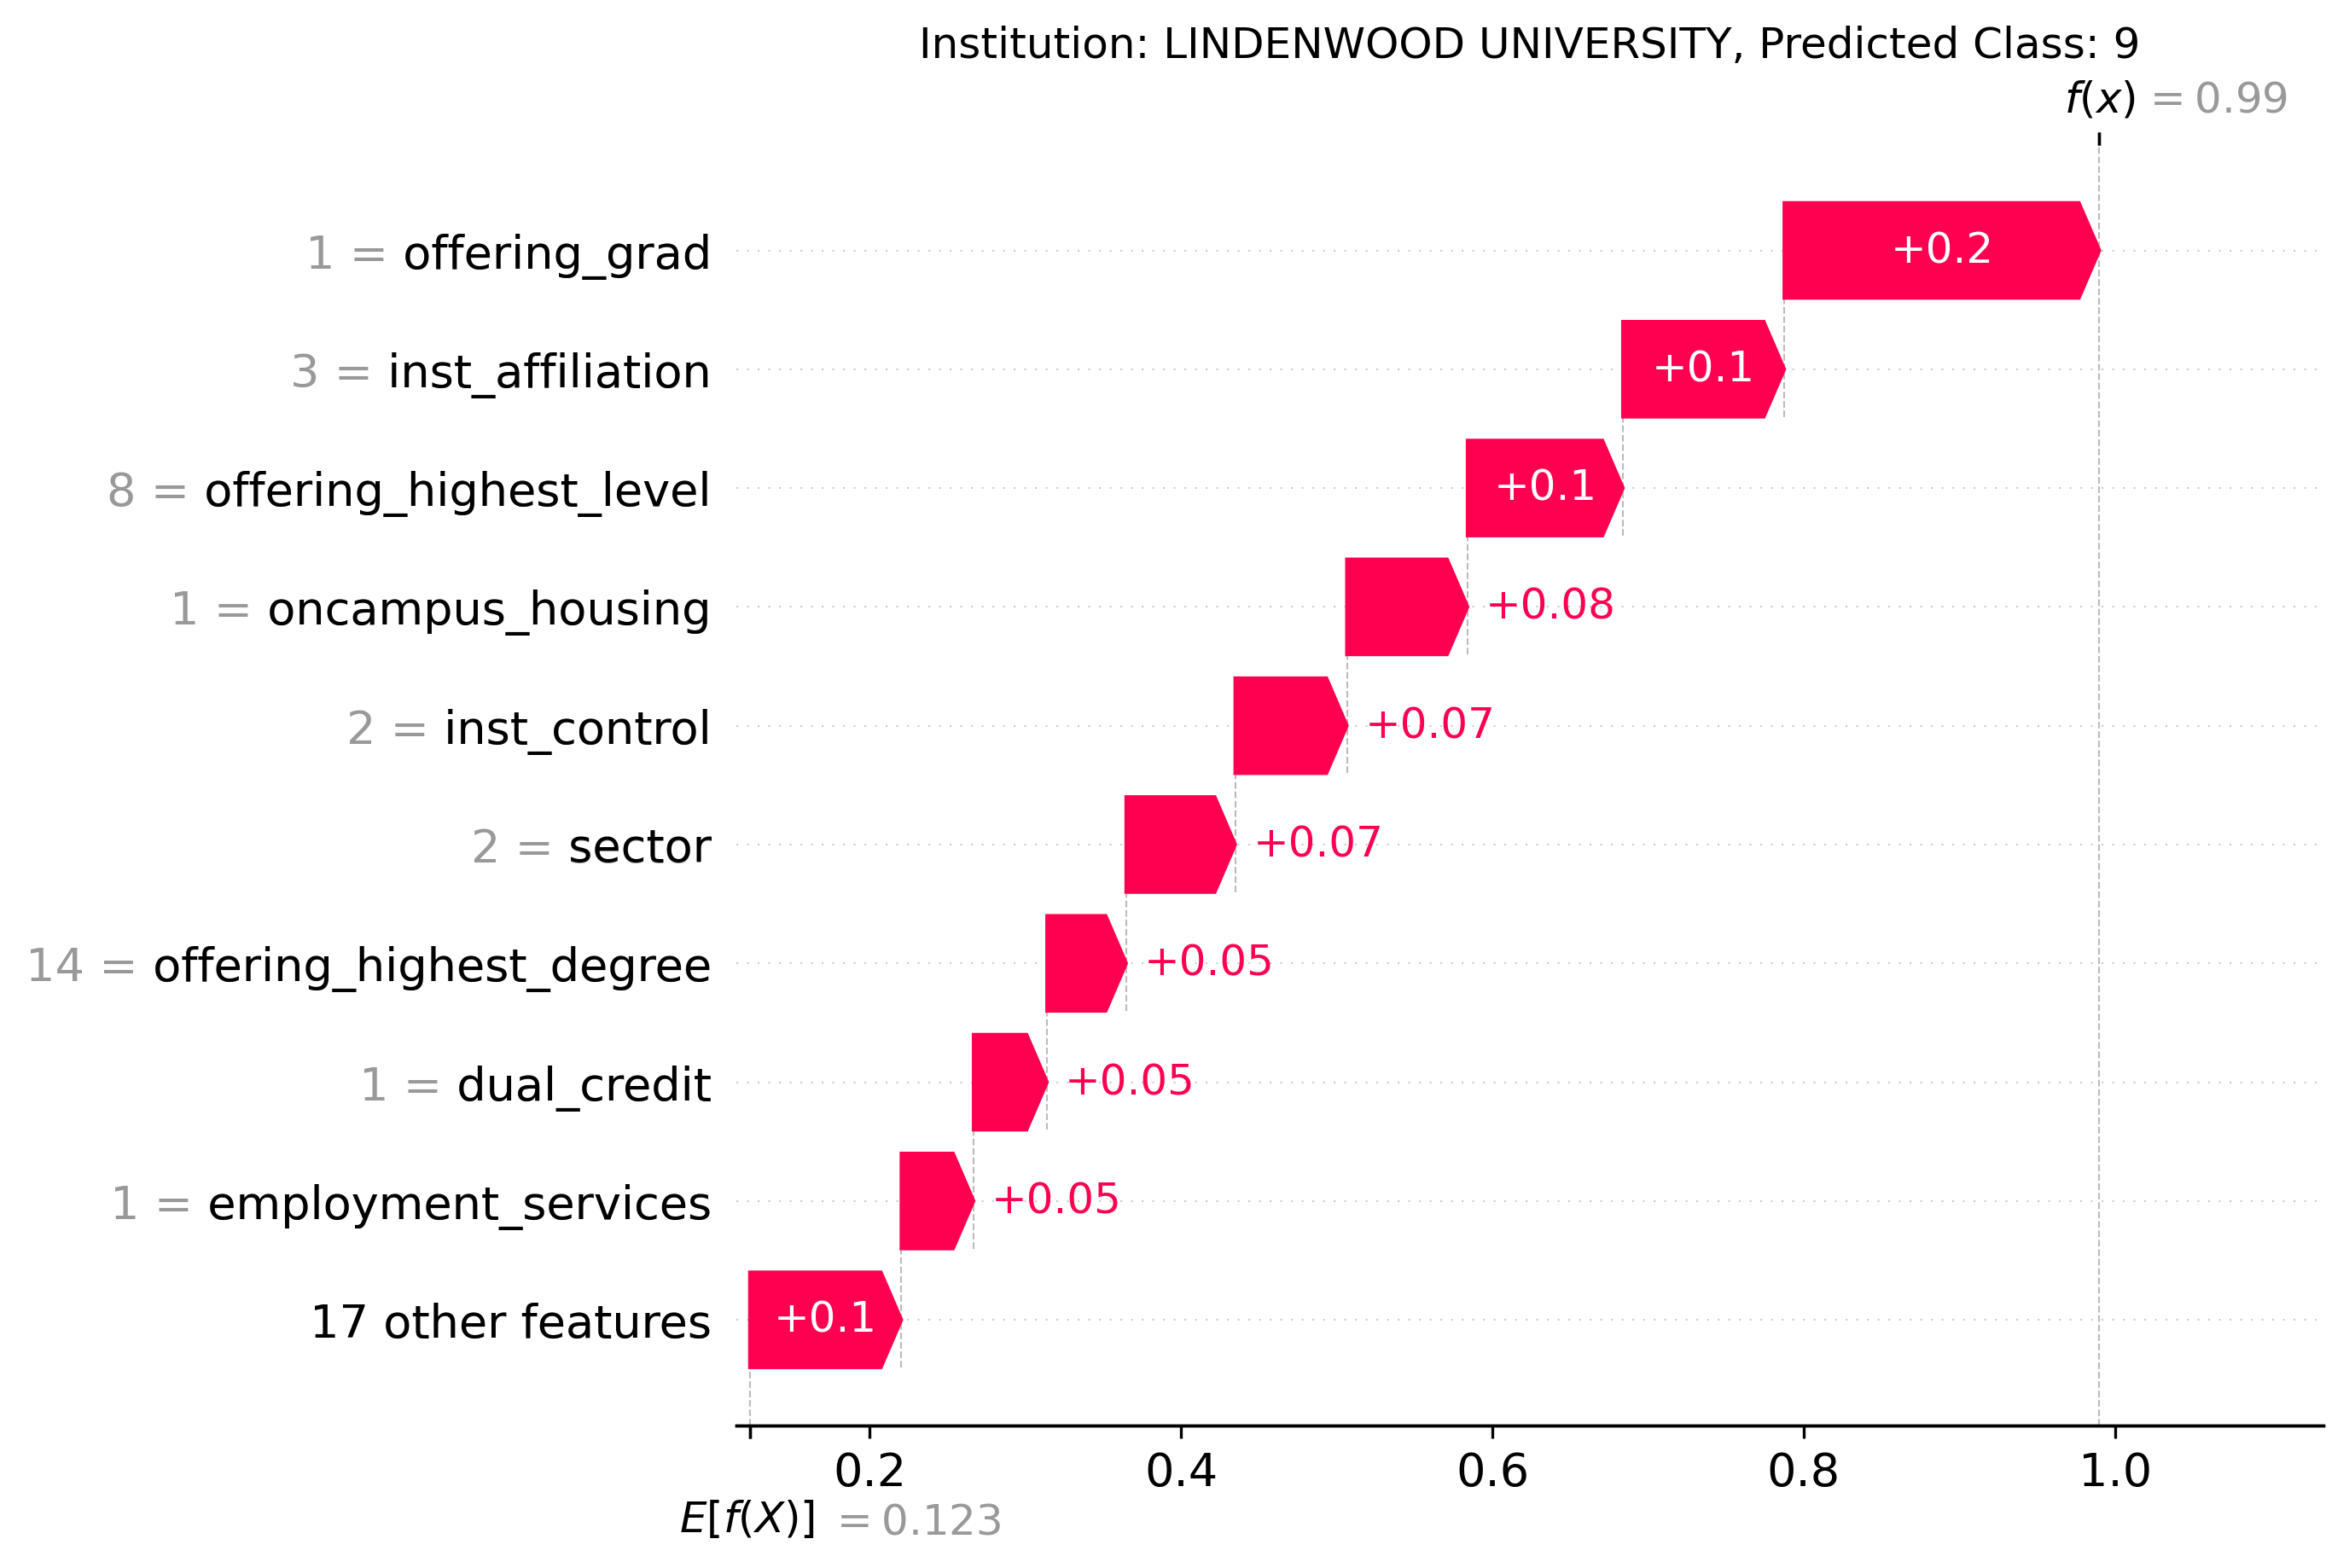 Institution: LINDENWOOD UNIVERSITY, Predicted Class: 9
f(x) = 0.99
1 = offering_grad +0.2
3 = inst_affiliation +0.1
8 = offering_highest_level +0.1
1 = oncampus_housing +0.08
2 = inst_control +0.07
2 = sector +0.07
14 = offering_highest_degree +0.05
1 = dual_credit +0.05
1 = employment_services +0.05
17 other features +0.1
0.2 0.4 0.6 0.8 1.0
E[f(X)] = 0.123